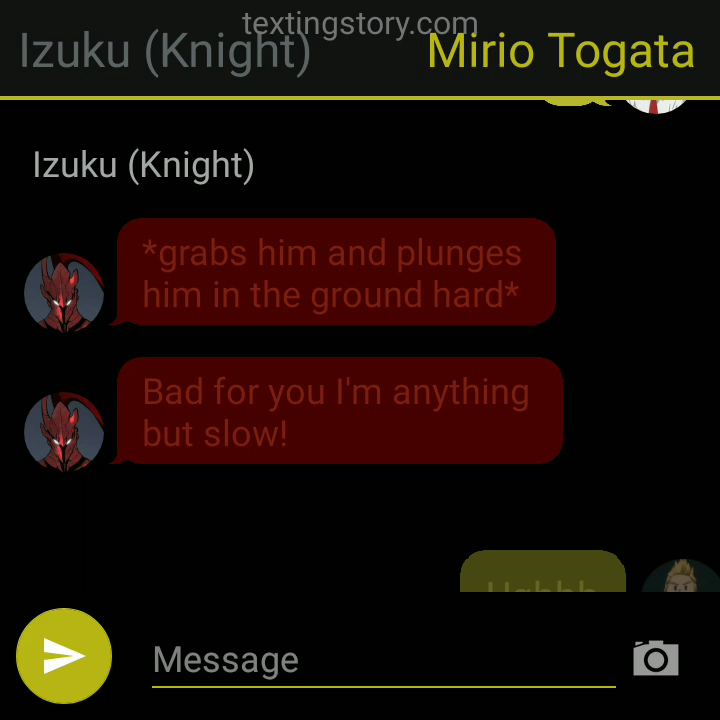 textingstory.com
Izuku (Knight)
Mirio Togata
Izuku (Knight)
*grabs him and plunges
him in the ground hard*
Bad for you I'm anything
but slow!
Message